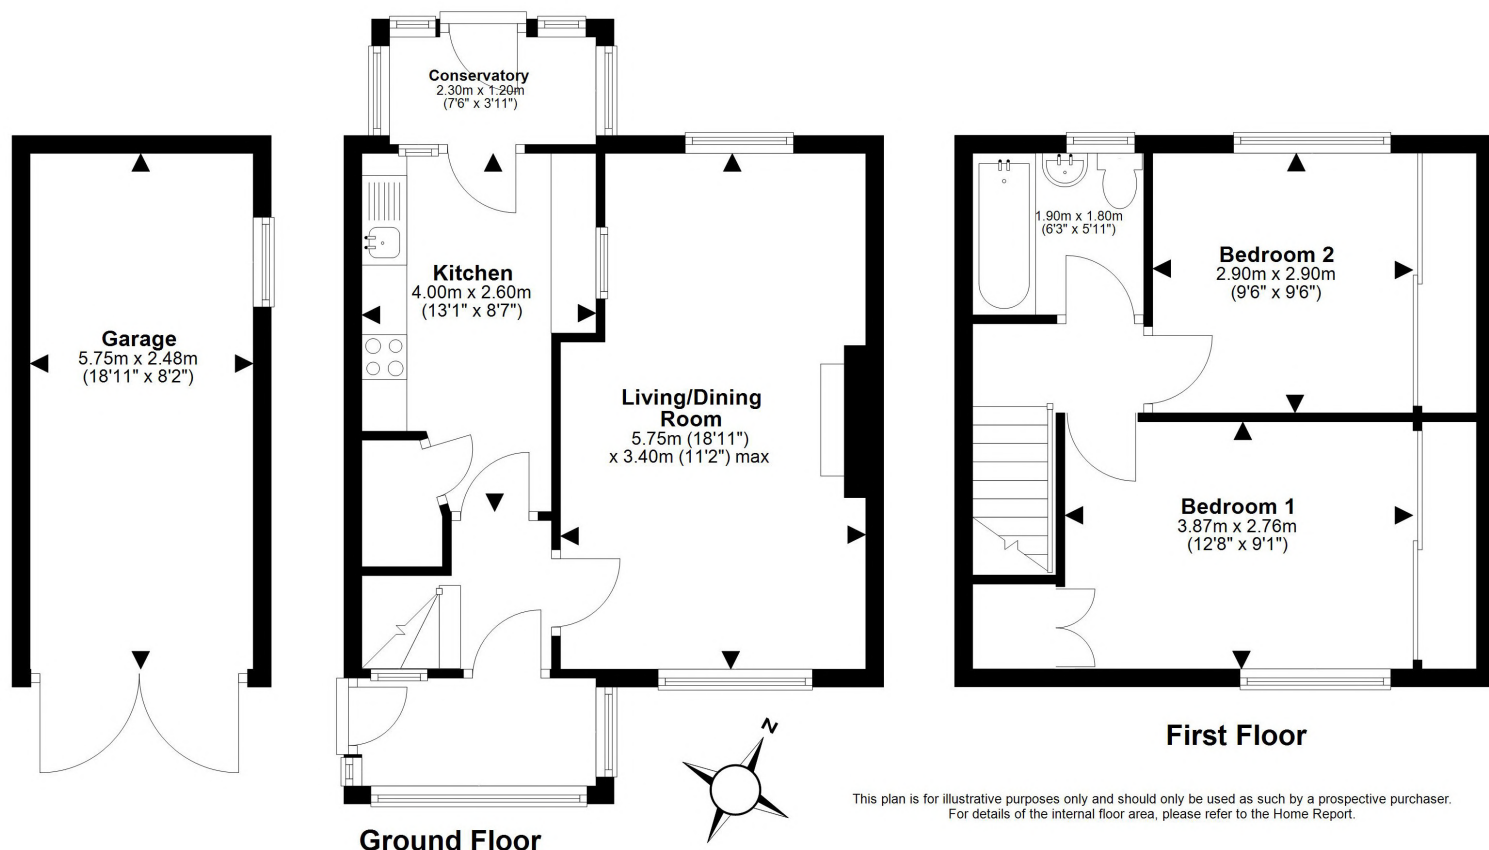 Conservatory
2.30m x 1.20m
(7'6" x 3'11")
Garage
5.75m x 2.48m
(18'11" x 8'2")
Kitchen
4.00m x 2.60m
(13'1" x 8'7")
Living/Dining
Room
5.75m (18'11")
x 3.40m (11'2") max
1.90m x 1.80m
(6'3" x 5'11")
Bedroom 2
2.90m x 2.90m
(9'6" x 9'6")
Bedroom 1
3.87m x 2.76m
(12'8" x 9'1")
N
First Floor
Ground Floor
This plan is for illustrative purposes only and should only be used as such by a prospective purchaser.
For details of the internal floor area, please refer to the Home Report.